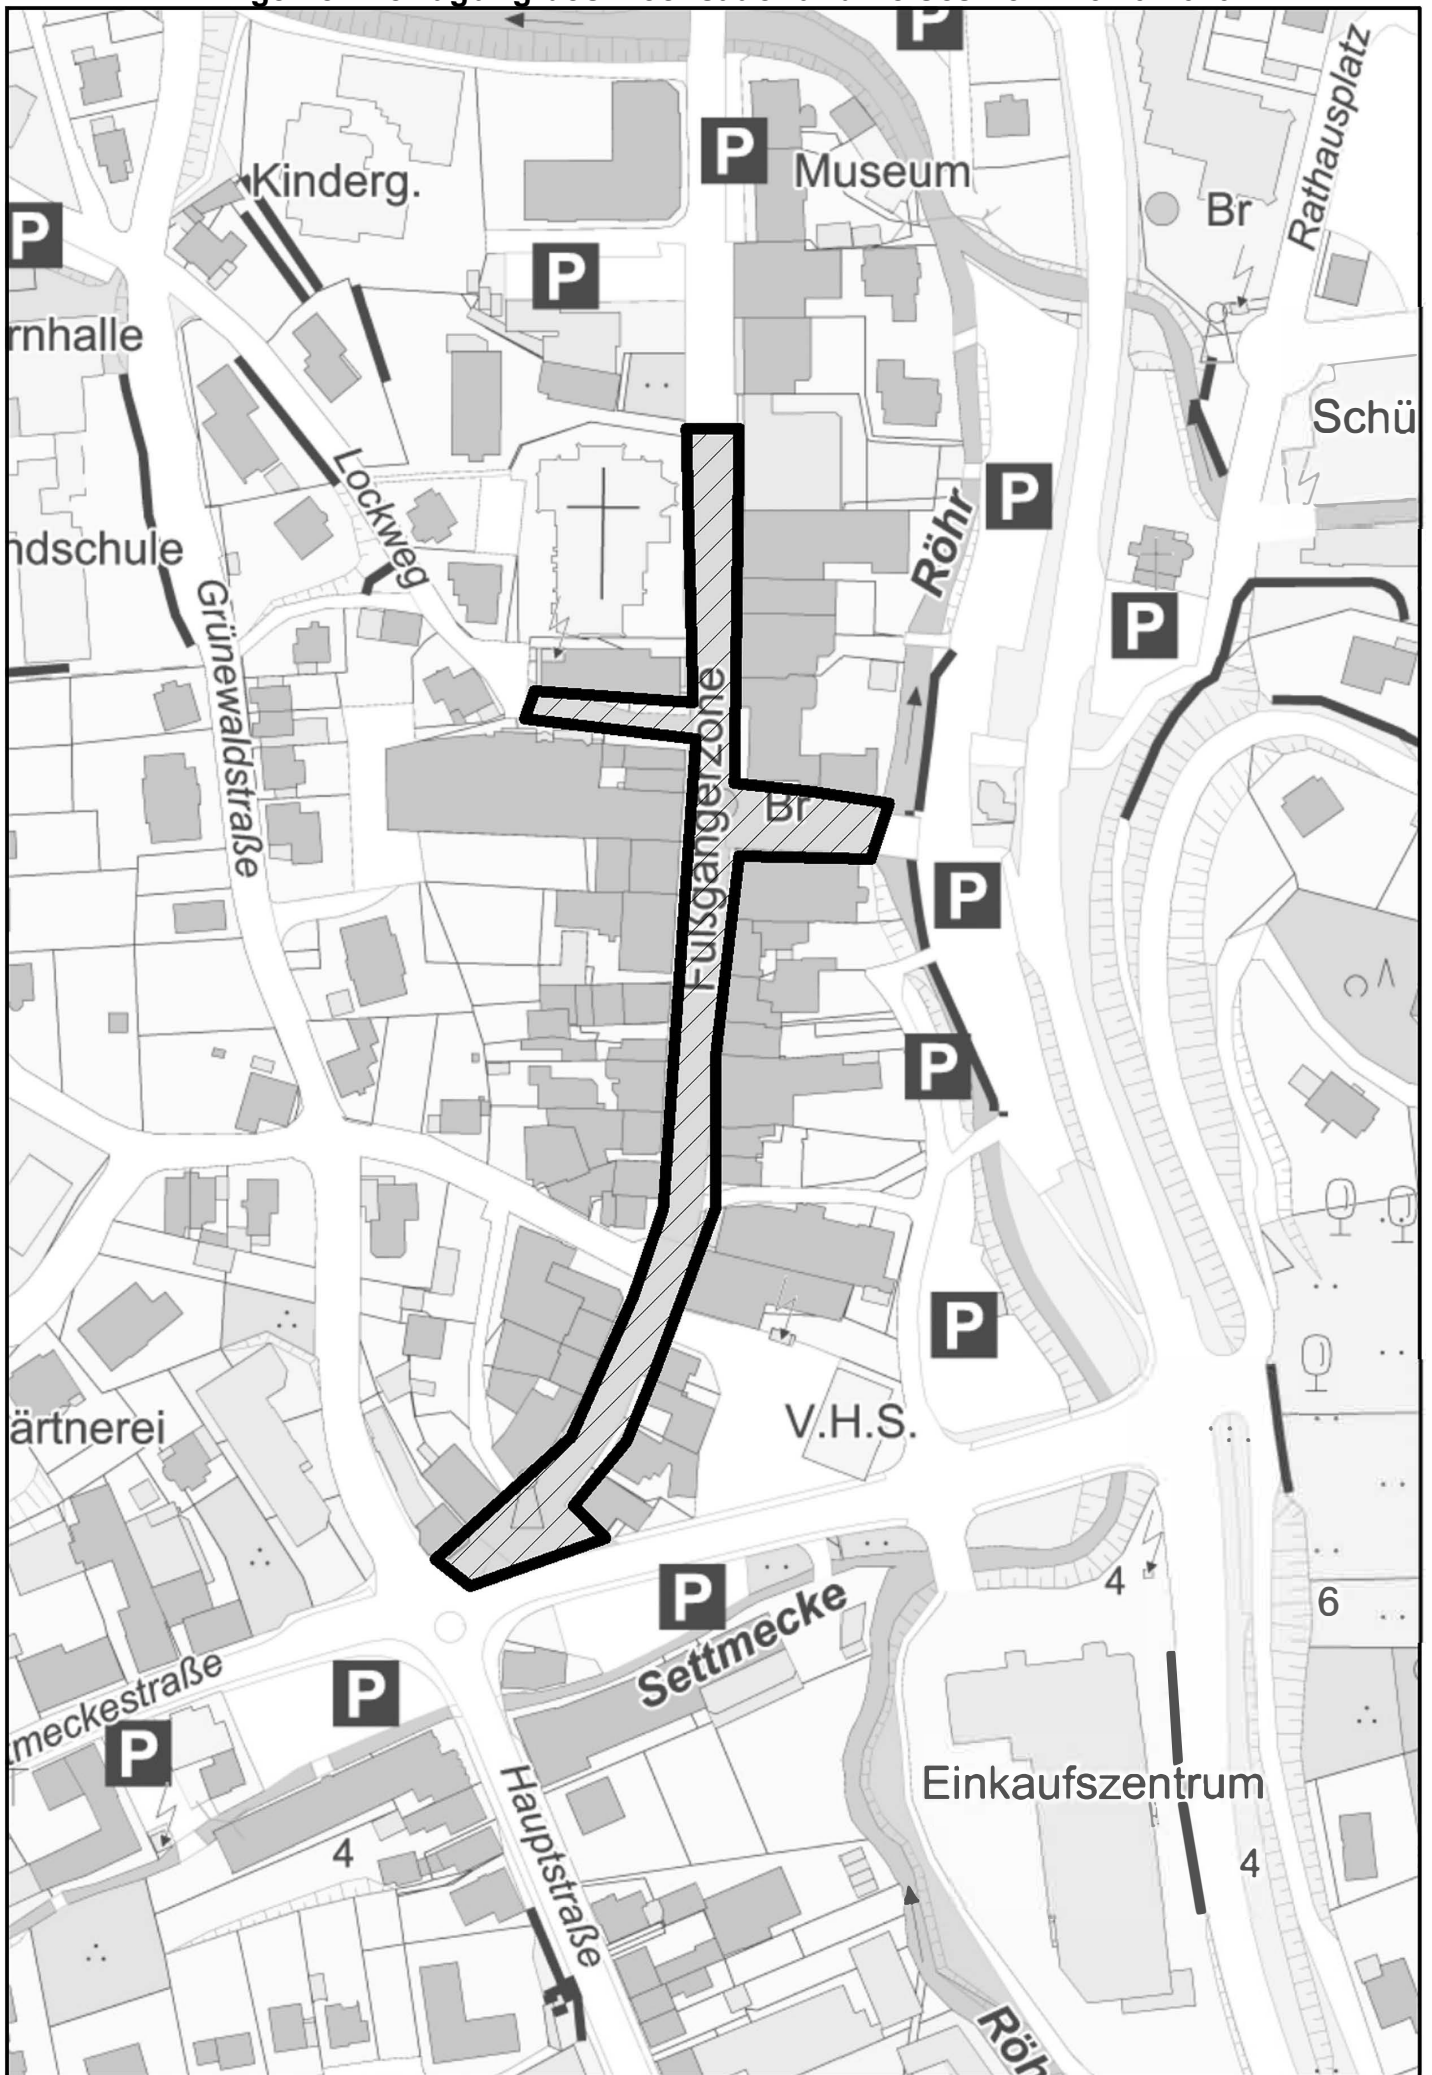 P
P
Museum
Kinderg.
Rathausplatz
Br
P
P
rnhalle
Schü
Lockweg
P
Röhr
ndschule
Grünewaldstraße
P
Fußgängerzone
Br
P
P
P
ärtnerei
V.H.S.
P
Settmecke
4
6
tmeckestraße
P
P
Einkaufszentrum
Hauptstraße
4
4
Röh